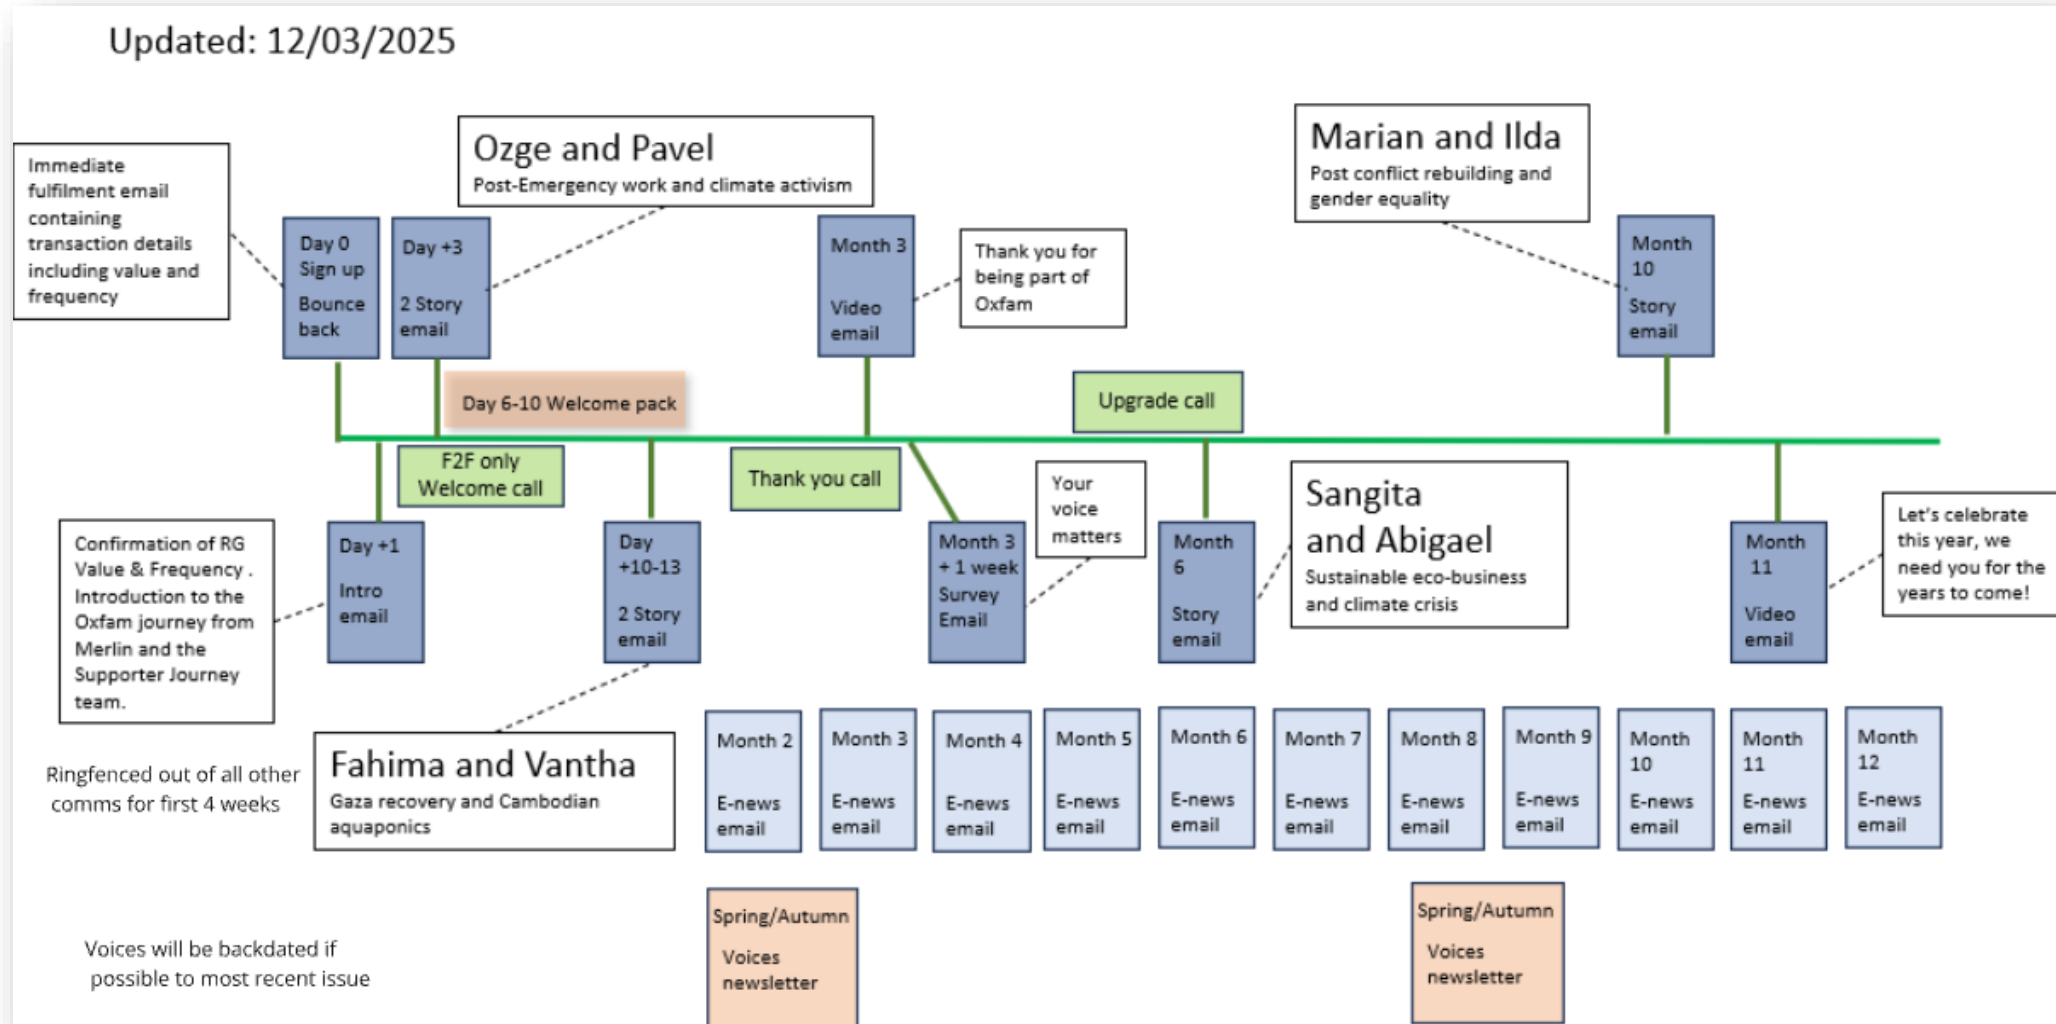 Updated: 12/03/2025
Immediate
fulfilment email
containing
transaction details
including value and
frequency
Day 0
Sign up
Bounce
back
Day +3
2 Story
email
Ozge and Pavel
Post-Emergency work and climate activism
Month 3
Video
email
Thank you for
being part of
Oxfam
Marian and Ilda
Post conflict rebuilding and
gender equality
Month
10
Story
email
Day 6-10 Welcome pack
Upgrade call
F2F only
Welcome call
Thank you call
Confirmation of RG
Value & Frequency .
Introduction to the
Oxfam journey from
Merlin and the
Supporter Journey
team.
Day +1
Intro
email
Day
+10-13
2 Story
email
Month 3
+ 1 week
Survey
Email
Your
voice
matters
Month
6
Story
email
Sangita
and Abigael
Sustainable eco-business
and climate crisis
Month
11
Video
email
Let's celebrate
this year, we
need you for the
years to come!
Ringfenced out of all other
comms for first 4 weeks
Fahima and Vantha
Gaza recovery and Cambodian
aquaponics
Month 2
E-news
email
Month 3
E-news
email
Month 4
E-news
email
Month 5
E-news
email
Month 6
E-news
email
Month 7
E-news
email
Month 8
E-news
email
Month 9
E-news
email
Month
10
E-news
email
Month
11
E-news
email
Month
12
E-news
email
Voices will be backdated if
possible to most recent issue
Spring/Autumn
Voices
newsletter
Spring/Autumn
Voices
newsletter